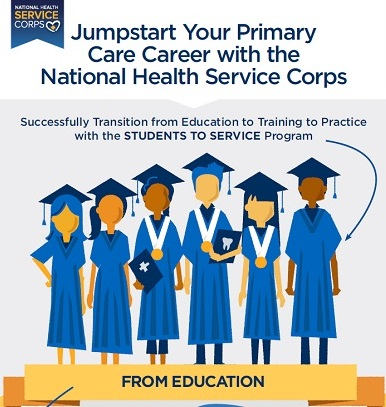 NATIONAL HEALTH
SERVICE
CORPS
Jumpstart Your Primary
Care Career with the
National Health Service Corps
Successfully Transition from Education to Training to Practice
with the STUDENTS TO SERVICE Program
FROM EDUCATION